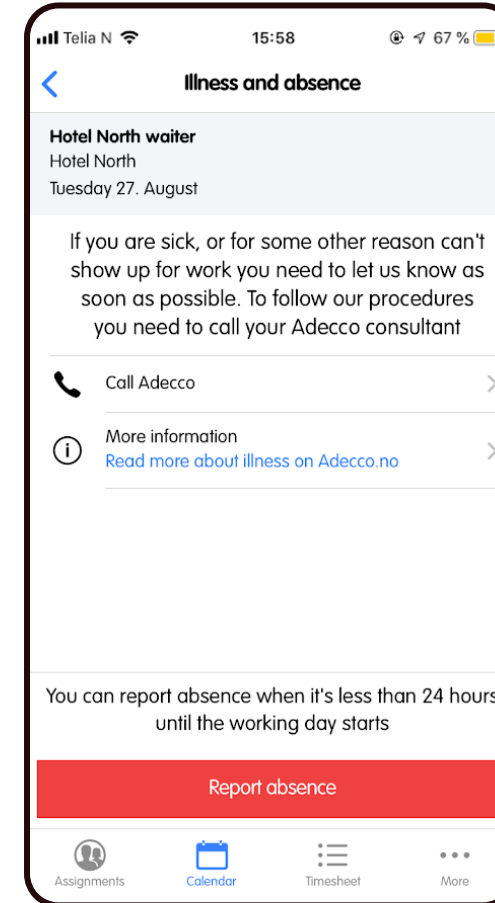 Telia N 15:58 67 %
Illness and absence
Hotel North waiter
Hotel North
Tuesday 27. August
If you are sick, or for some other reason can't
show up for work you need to let us know as
soon as possible. To follow our procedures
you need to call your Adecco consultant
Call Adecco
More information
Read more about illness on Adecco.no
You can report absence when it's less than 24 hours
until the working day starts
Report absence
Assignments Calendar Timesheet More